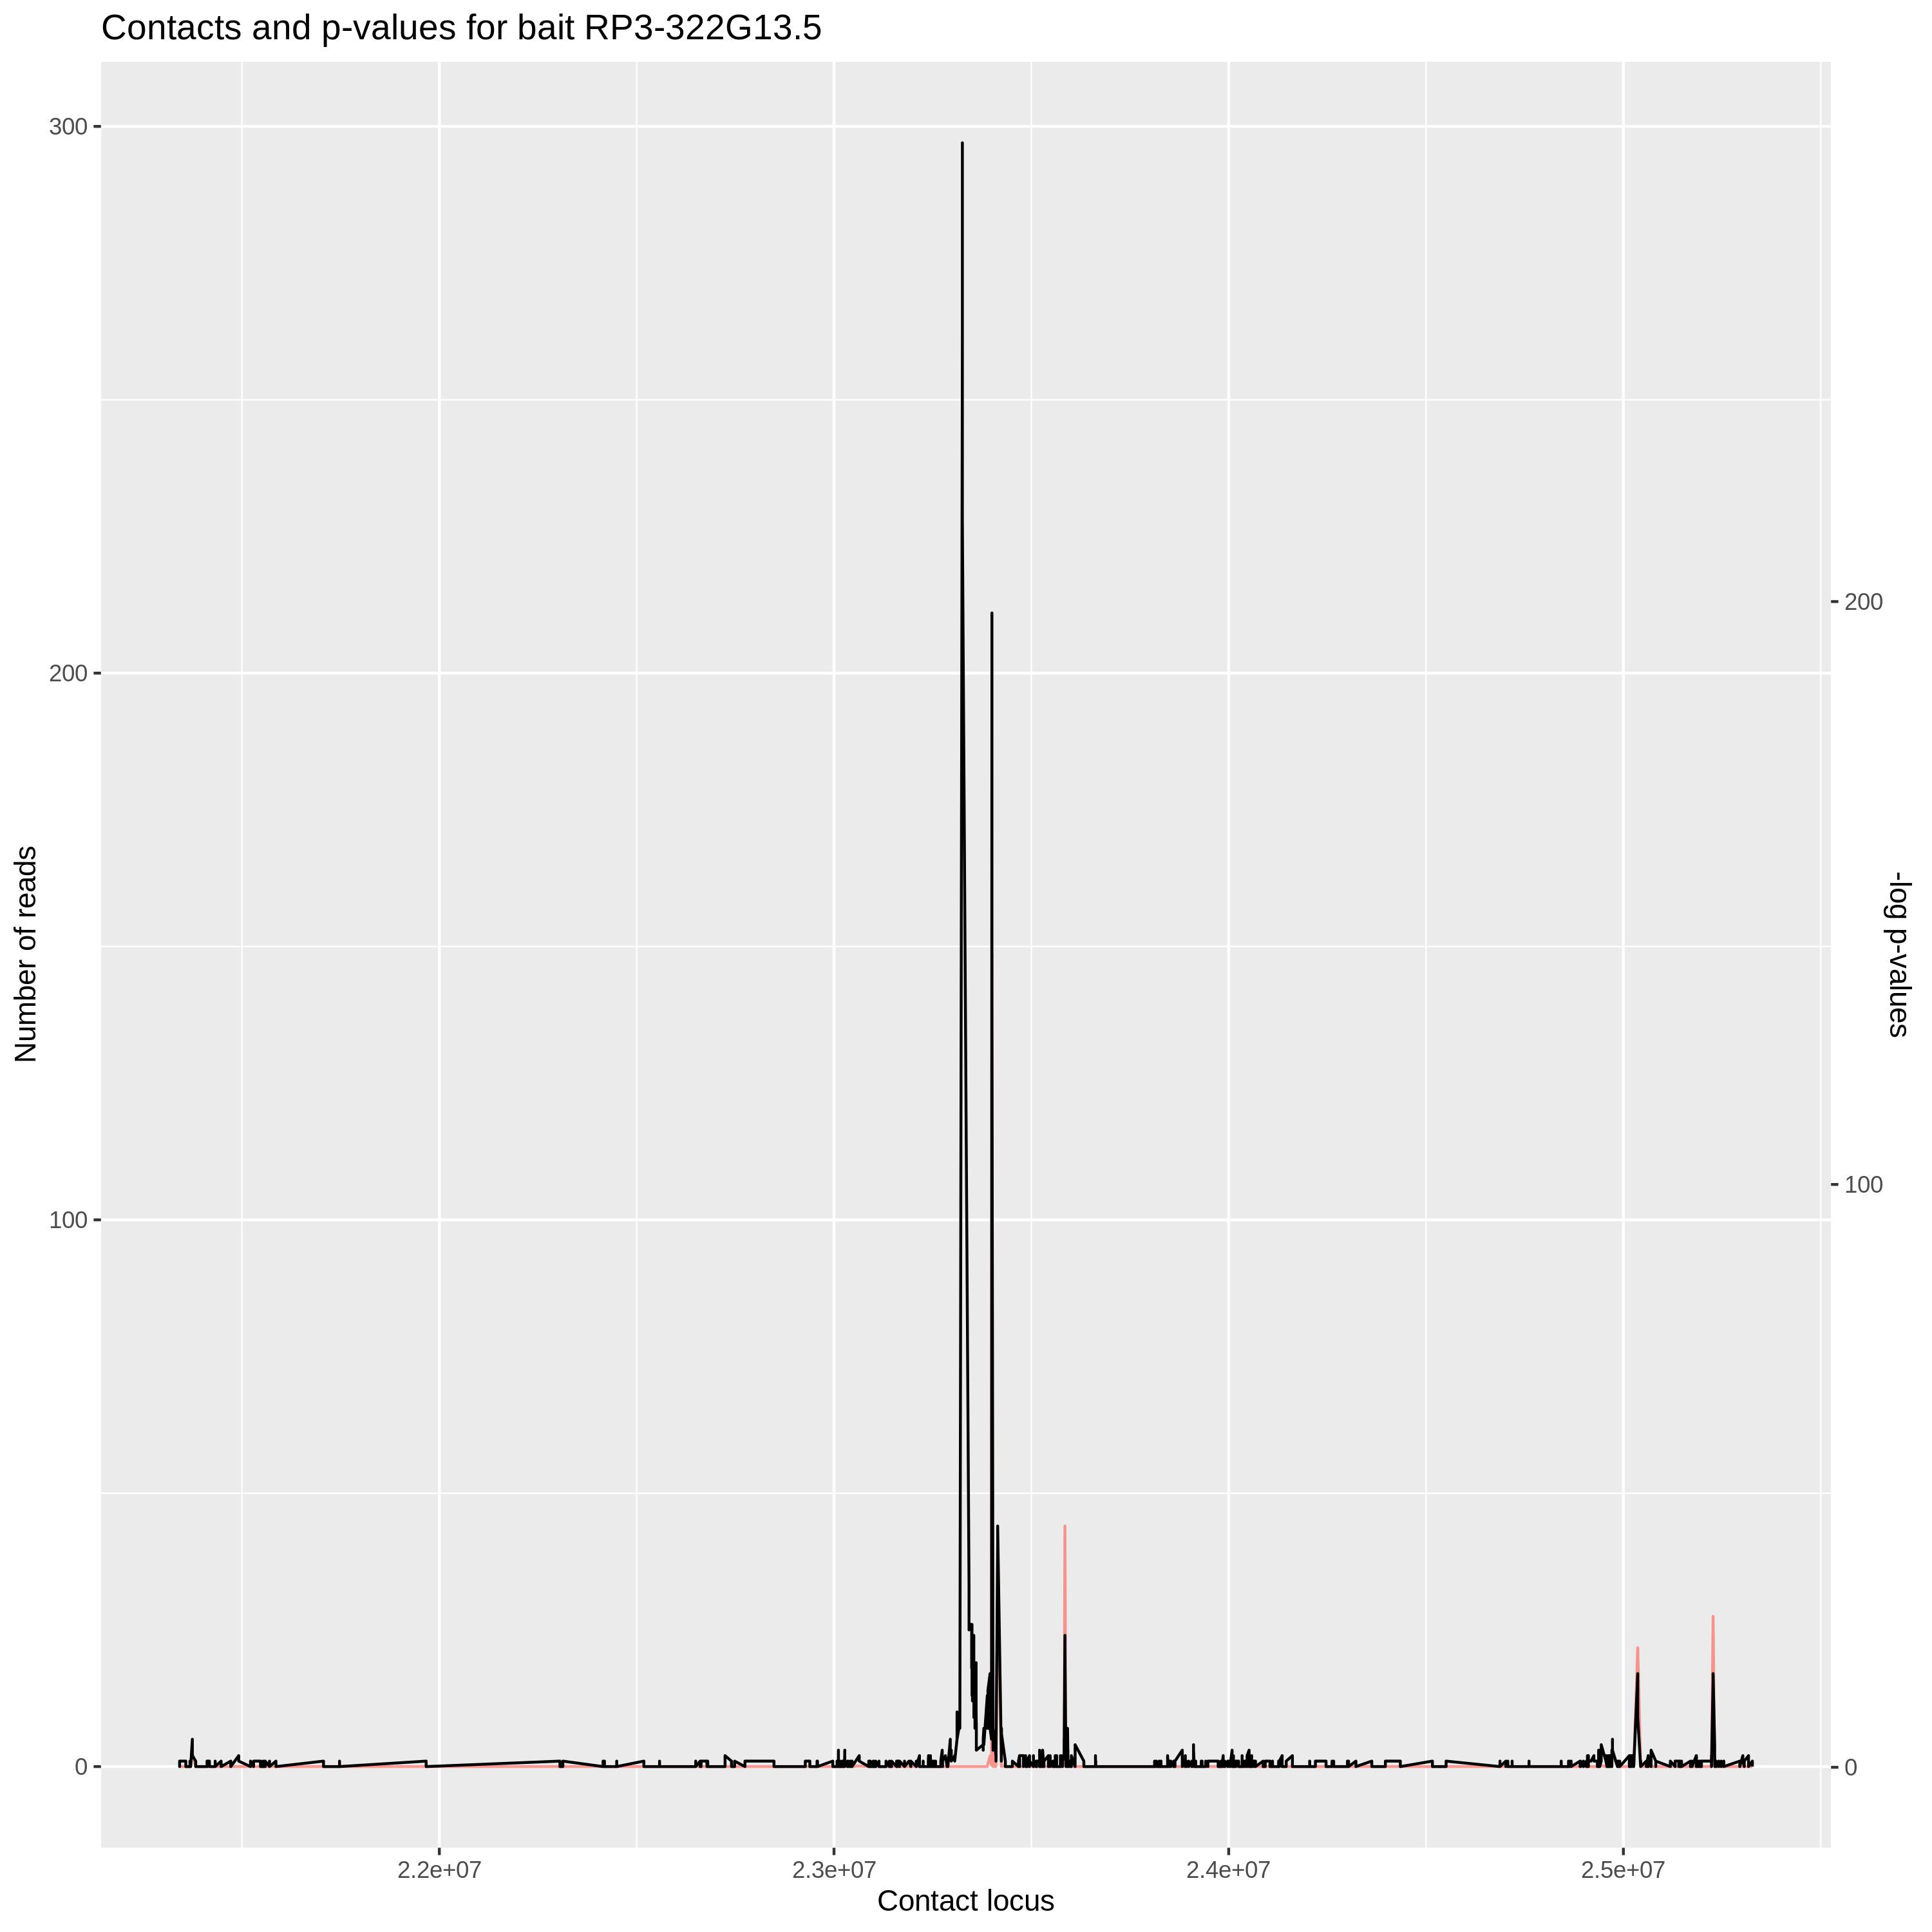 Contacts and p-values for bait RP3-322G13.5
300
200
100
0
Number of reads
200
100
0
-log p-values
2.2e+07 2.3e+07 2.4e+07 2.5e+07
Contact locus